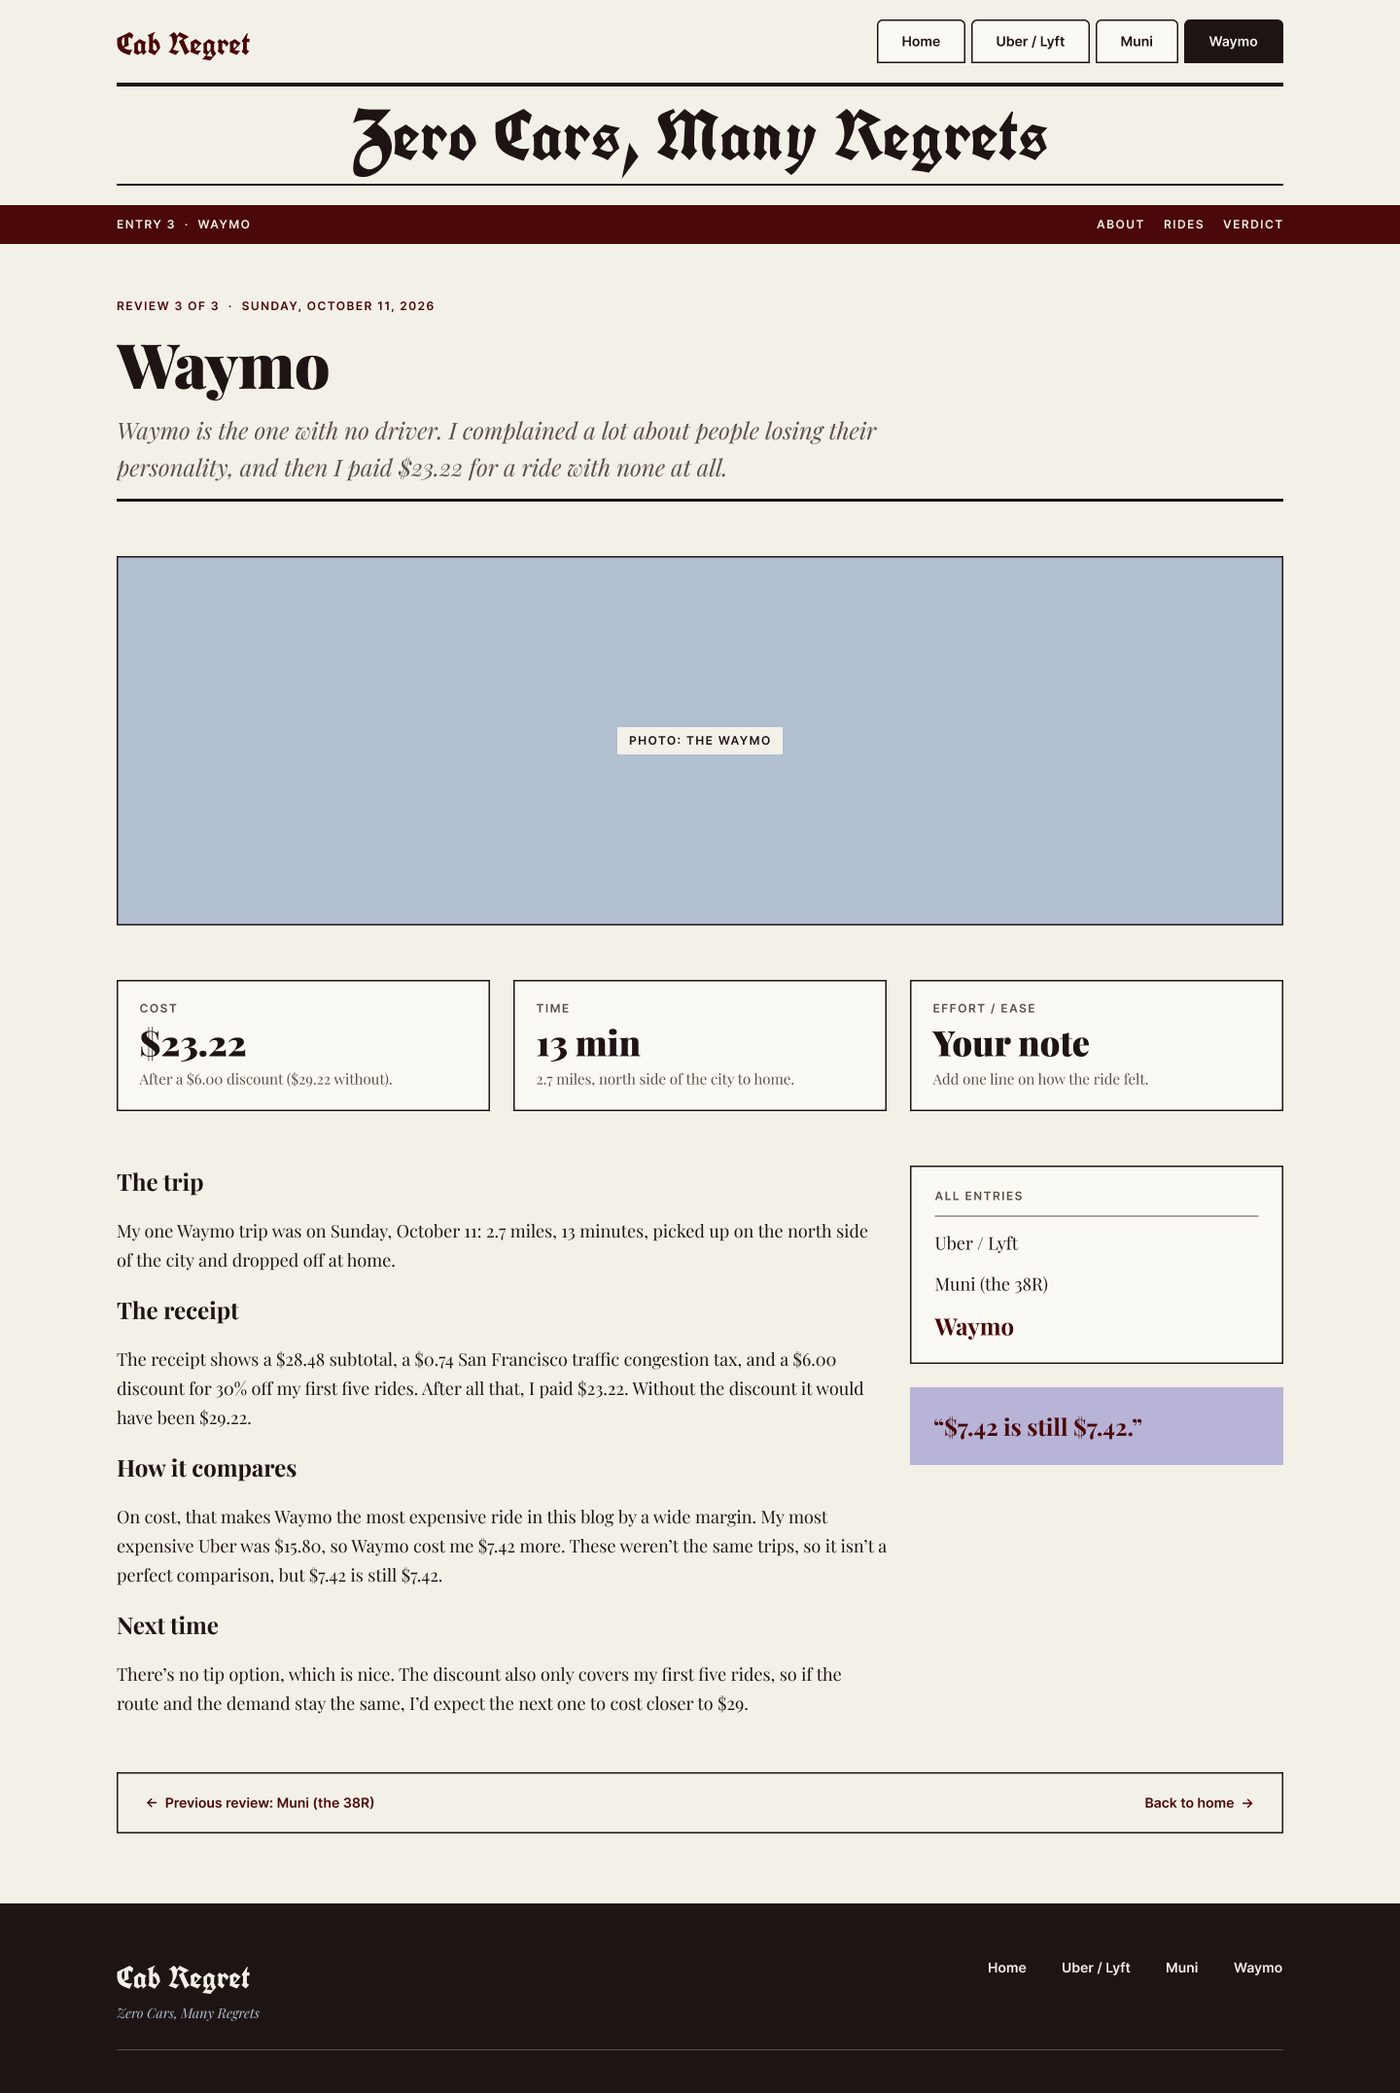 Cab Regret
Home
Uber / Lyft
Muni
Waymo
Zero Cars, Many Regrets
ENTRY 3 · WAYMO
ABOUT
RIDES
VERDICT
REVIEW 3 OF 3 · SUNDAY, OCTOBER 11, 2026
Waymo
Waymo is the one with no driver. I complained a lot about people losing their
personality, and then I paid $23.22 for a ride with none at all.
PHOTO: THE WAYMO
COST
$23.22
After a $6.00 discount ($29.22 without).
TIME
13 min
2.7 miles, north side of the city to home.
EFFORT / EASE
Your note
Add one line on how the ride felt.
The trip
My one Waymo trip was on Sunday, October 11: 2.7 miles, 13 minutes, picked up on the north side
of the city and dropped off at home.
The receipt
The receipt shows a $28.48 subtotal, a $0.74 San Francisco traffic congestion tax, and a $6.00
discount for 30% off my first five rides. After all that, I paid $23.22. Without the discount it would
have been $29.22.
How it compares
On cost, that makes Waymo the most expensive ride in this blog by a wide margin. My most
expensive Uber was $15.80, so Waymo cost me $7.42 more. These weren’t the same trips, so it isn’t a
perfect comparison, but $7.42 is still $7.42.
Next time
There’s no tip option, which is nice. The discount also only covers my first five rides, so if the
route and the demand stay the same, I’d expect the next one to cost closer to $29.
ALL ENTRIES
Uber / Lyft
Muni (the 38R)
Waymo
“$7.42 is still $7.42.”
← Previous review: Muni (the 38R)
Back to home →
Cab Regret
Zero Cars, Many Regrets
Home
Uber / Lyft
Muni
Waymo